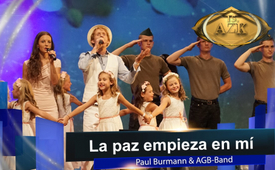 AZK
La paz empieza en mí
Paul Burmann & AGB-Band